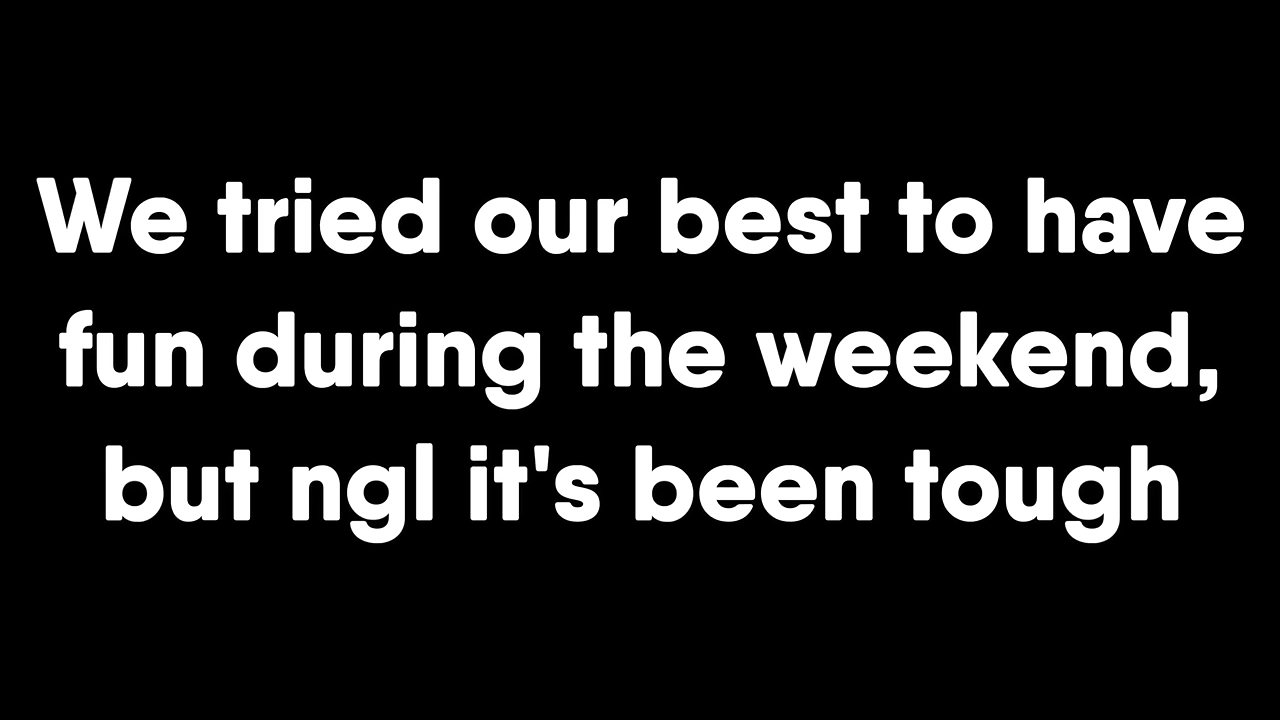 We tried our best to have
fun during the weekend,
but ngl it's been tough